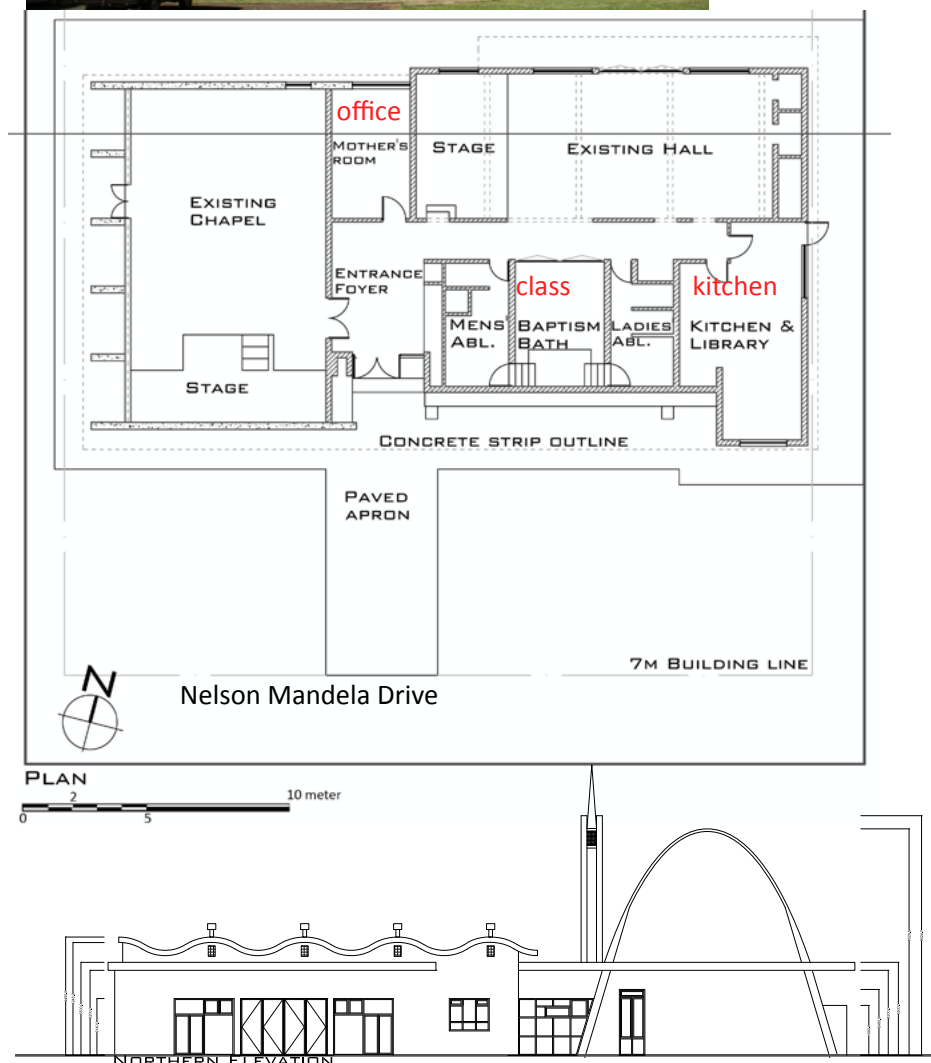 office
MOTHER'S
ROOM
STAGE
EXISTING HALL
EXISTING
CHAPEL
ENTRANCE
FOYER
class
kitchen
MENS'
ABL.
BAPTISM
BATH
LADIES'
ABL.
KITCHEN &
LIBRARY
STAGE
CONCRETE STRIP OUTLINE
PAVED
APRON
7M BUILDING LINE
N
Nelson Mandela Drive
PLAN
2
10 meter
0
5
NORTHERN ELEVATION